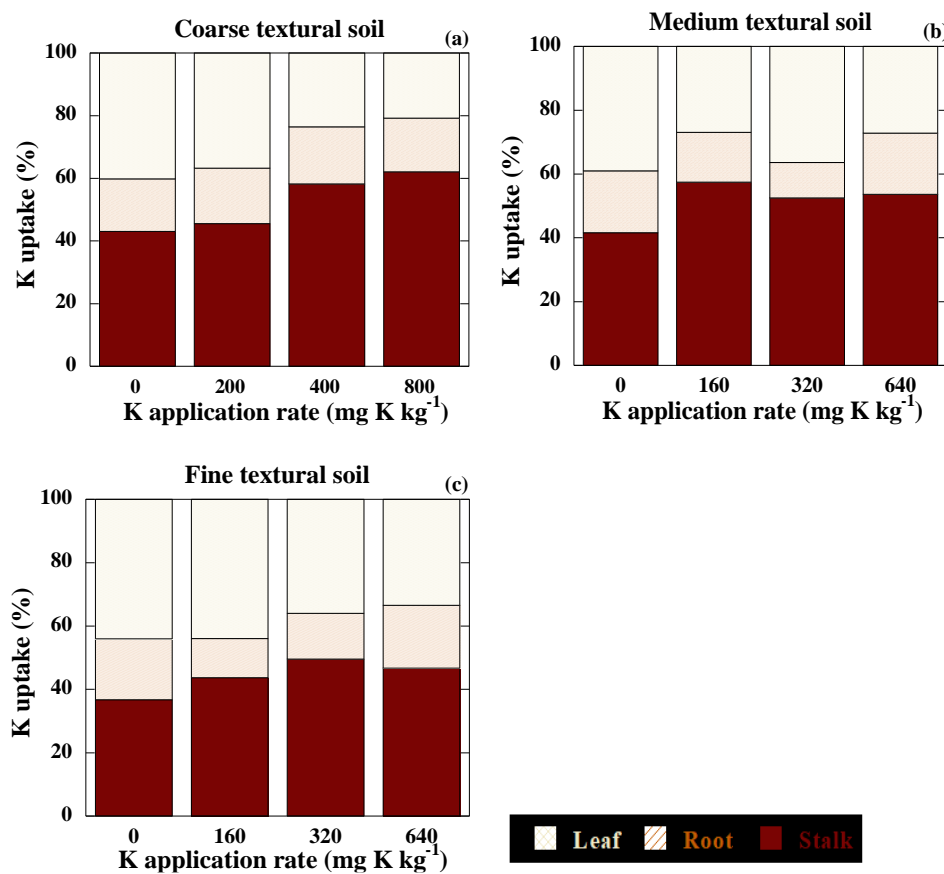 Coarse textural soil
(a)
100
80
60
40
20
0
K uptake (%)
0 200 400 800
K application rate (mg K kg-1)
Medium textural soil
(b)
100
80
60
40
20
0
K uptake (%)
0 160 320 640
K application rate (mg K kg-1)
Fine textural soil
(c)
100
80
60
40
20
0
K uptake (%)
0 160 320 640
K application rate (mg K kg-1)
Leaf Root Stalk